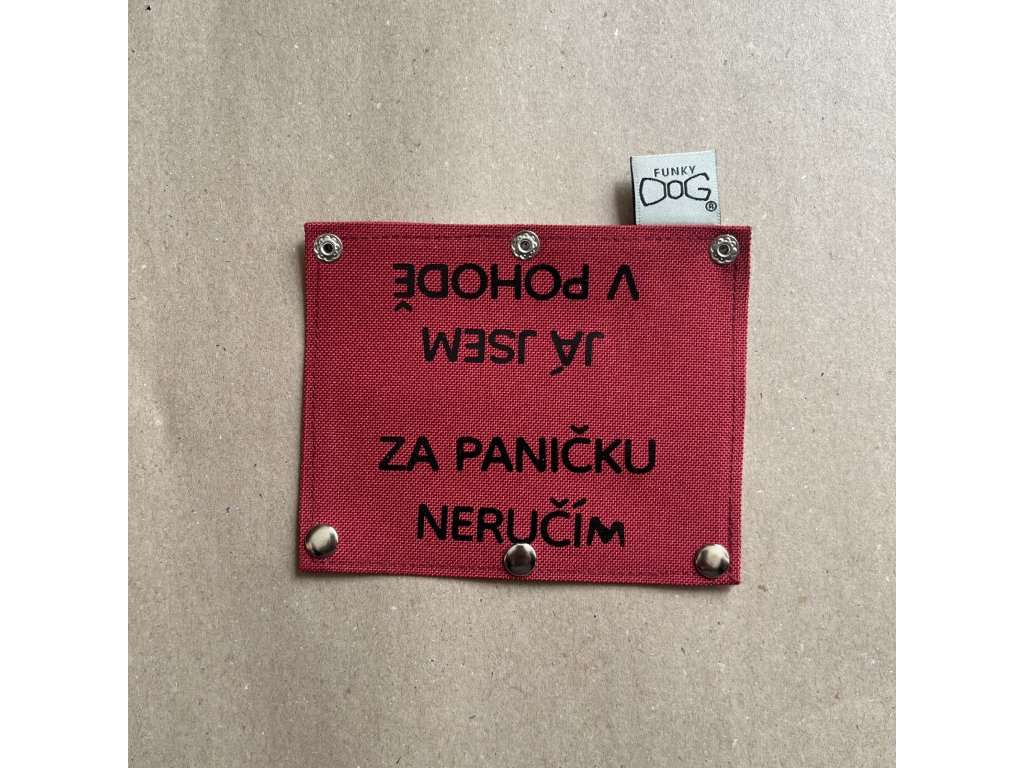 FUNKY
DOG®
JÁ JSEM
V POHODĚ
ZA PANIČKU
NERUČÍM